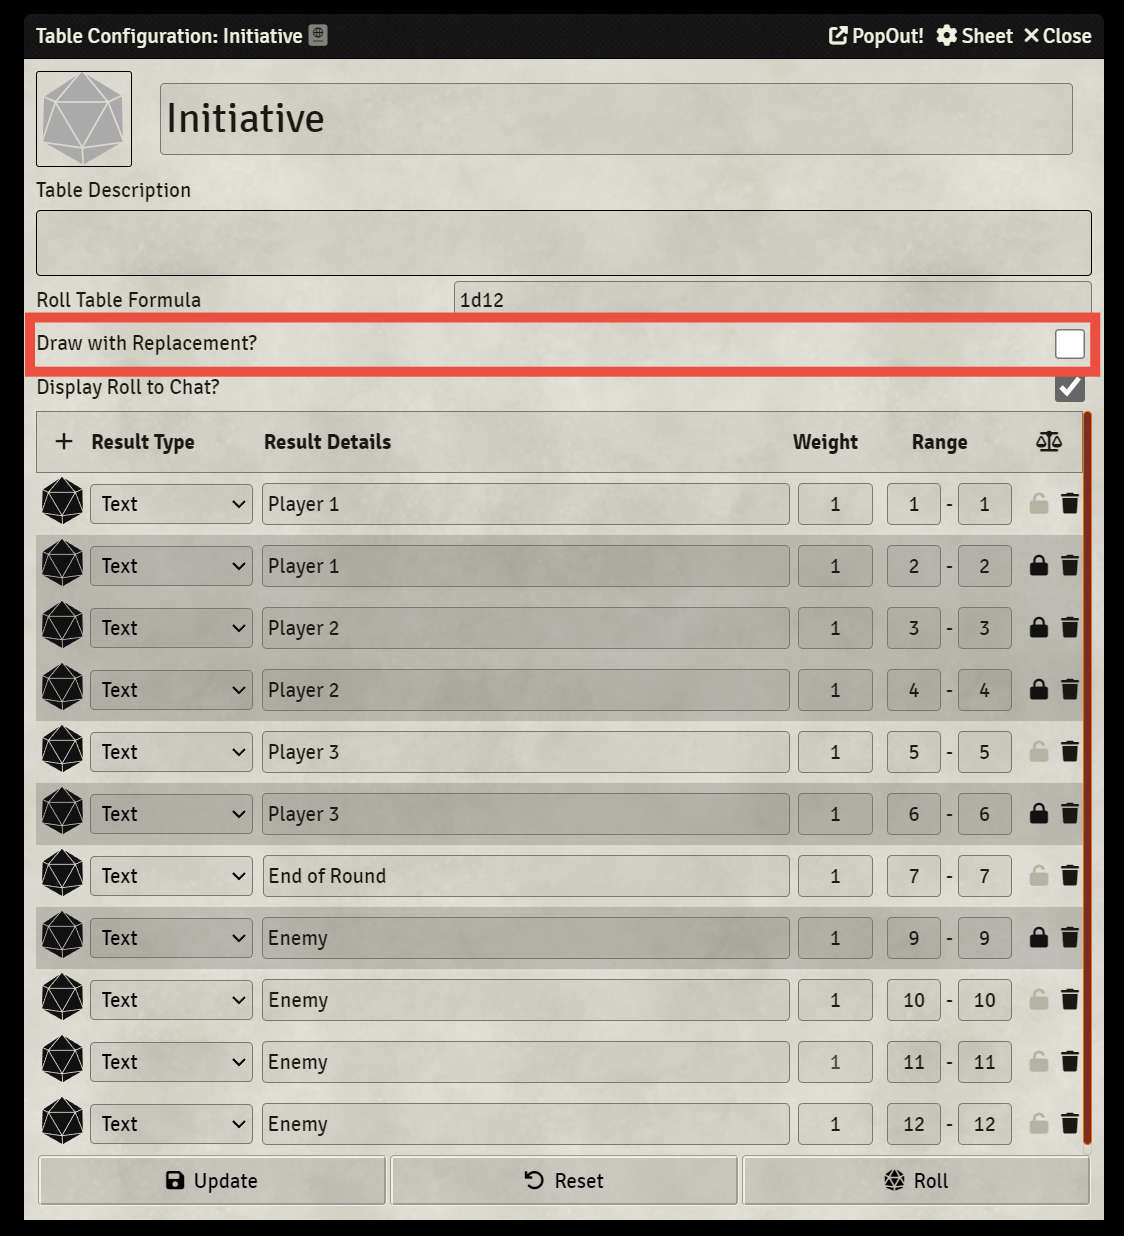 Table Configuration: Initiative PopOut! Sheet Close
Initiative
Table Description
Roll Table Formula 1d12
Draw with Replacement?
Display Roll to Chat?
+ Result Type Result Details Weight Range
Text Player 1 1 1 - 1
Text Player 1 1 2 - 2
Text Player 2 1 3 - 3
Text Player 2 1 4 - 4
Text Player 3 1 5 - 5
Text Player 3 1 6 - 6
Text End of Round 1 7 - 7
Text Enemy 1 9 - 9
Text Enemy 1 10 - 10
Text Enemy 1 11 - 11
Text Enemy 1 12 - 12
Update Reset Roll